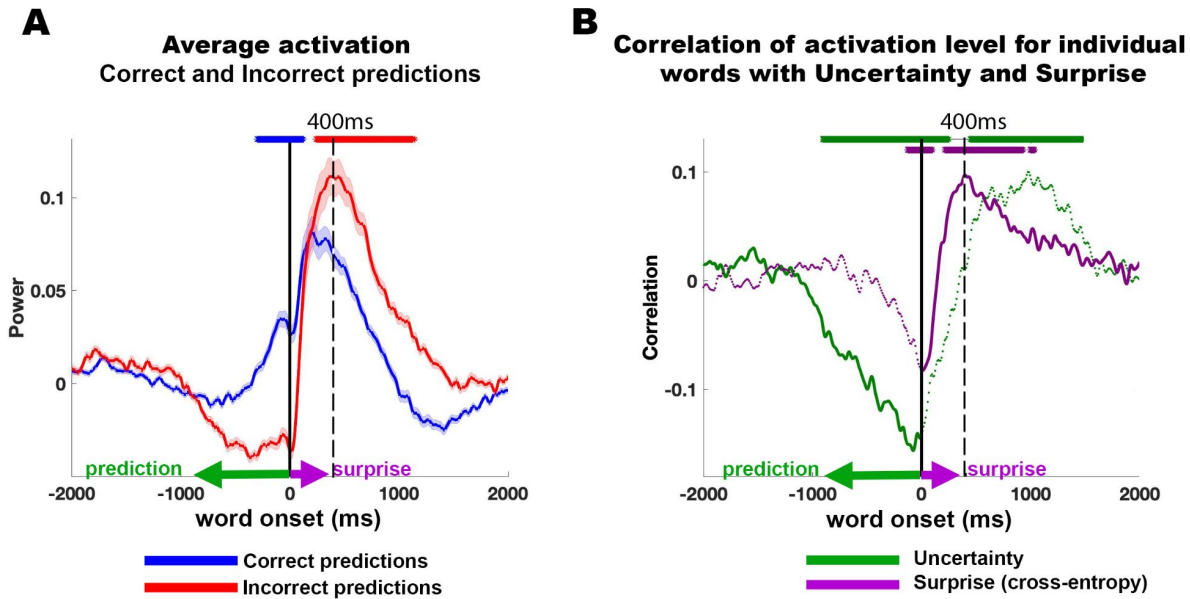 A
Average activation
Correct and Incorrect predictions
400ms
0.1
0.05
0
Power
prediction
surprise
-2000
-1000
0
1000
2000
word onset (ms)
Correct predictions
Incorrect predictions
B
Correlation of activation level for individual
words with Uncertainty and Surprise
400ms
0.1
0
-0.1
Correlation
prediction
surprise
-2000
-1000
0
1000
2000
word onset (ms)
Uncertainty
Surprise (cross-entropy)